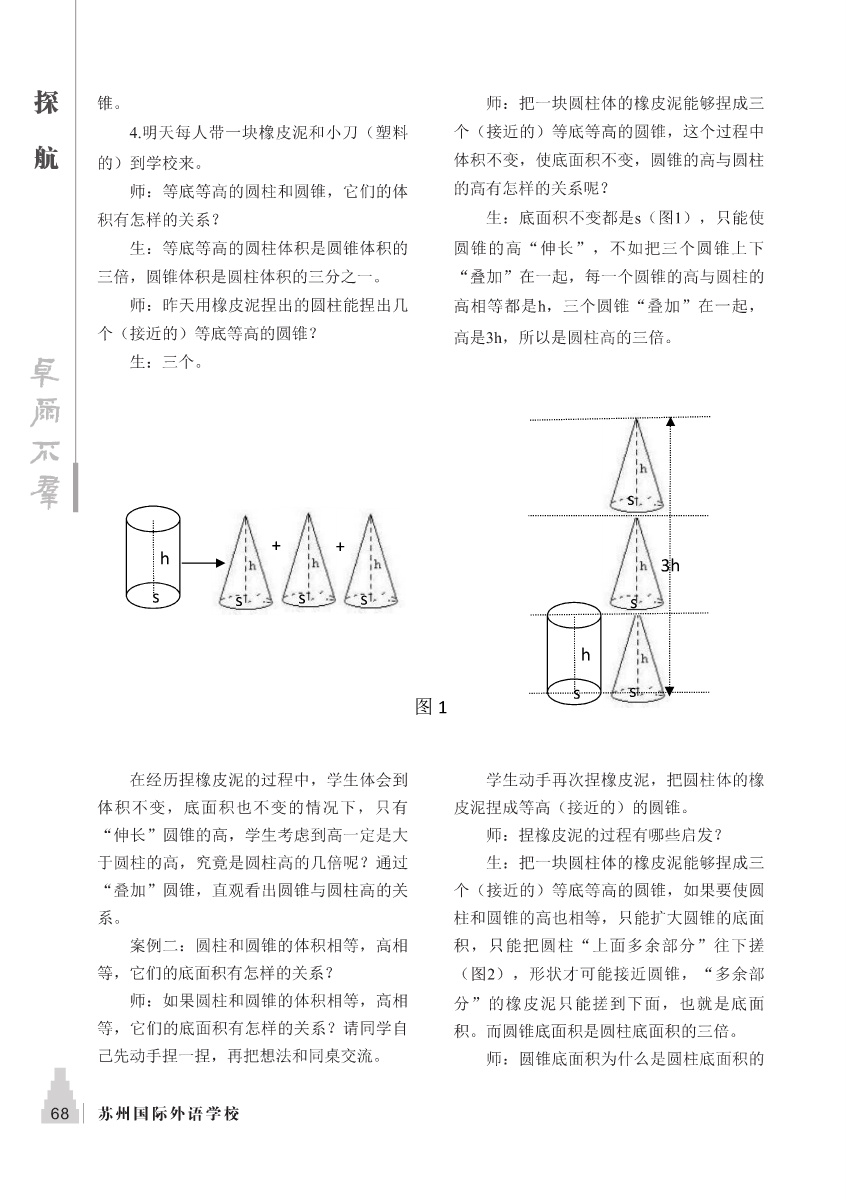 探
航
卓
尔
不
群
锥。
4.明天每人带一块橡皮泥和小刀（塑料
的）到学校来。
师：等底等高的圆柱和圆锥，它们的体
积有怎样的关系？
生：等底等高的圆柱体积是圆锥体积的
三倍，圆锥体积是圆柱体积的三分之一。
师：昨天用橡皮泥捏出的圆柱能捏出几
个（接近的）等底等高的圆锥？
生：三个。
师：把一块圆柱体的橡皮泥能够捏成三
个（接近的）等底等高的圆锥，这个过程中
体积不变，使底面积不变，圆锥的高与圆柱
的高有怎样的关系呢？
生：底面积不变都是s（图1），只能使
圆锥的高“伸长”，不如把三个圆锥上下
“叠加”在一起，每一个圆锥的高与圆柱的
高相等都是h，三个圆锥“叠加”在一起，
高是3h，所以是圆柱高的三倍。
h
s
h
s
+
h
s
+
h
s
h
s
h
s
3h
h
s
h
s
图 1
在经历捏橡皮泥的过程中，学生体会到
体积不变，底面积也不变的情况下，只有
“伸长”圆锥的高，学生考虑到高一定是大
于圆柱的高，究竟是圆柱高的几倍呢？通过
“叠加”圆锥，直观看出圆锥与圆柱高的关
系。
案例二：圆柱和圆锥的体积相等，高相
等，它们的底面积有怎样的关系？
师：如果圆柱和圆锥的体积相等，高相
等，它们的底面积有怎样的关系？请同学自
己先动手捏一捏，再把想法和同桌交流。
学生动手再次捏橡皮泥，把圆柱体的橡
皮泥捏成等高（接近的）的圆锥。
师：捏橡皮泥的过程有哪些启发？
生：把一块圆柱体的橡皮泥能够捏成三
个（接近的）等底等高的圆锥，如果要使圆
柱和圆锥的高也相等，只能扩大圆锥的底面
积，只能把圆柱“上面多余部分”往下搓
（图2），形状才可能接近圆锥，“多余部
分”的橡皮泥只能搓到下面，也就是底面
积。而圆锥底面积是圆柱底面积的三倍。
师：圆锥底面积为什么是圆柱底面积的
68
苏州国际外语学校